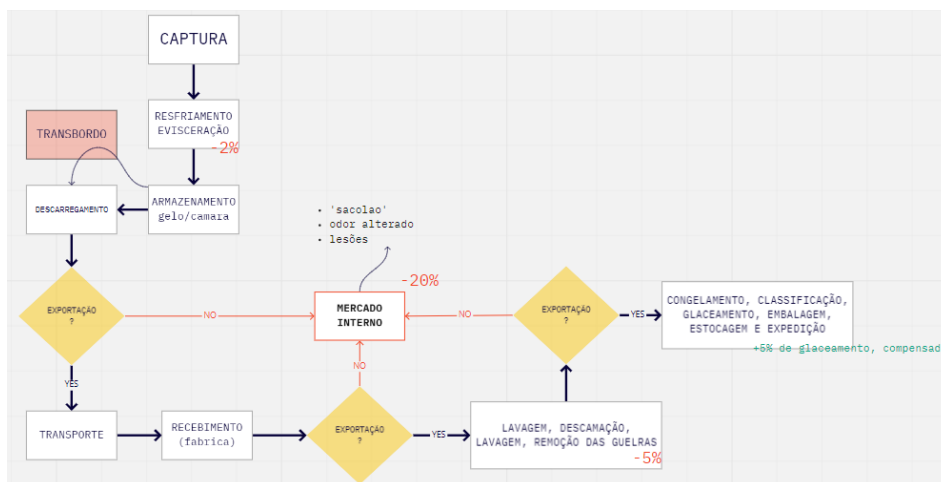 CAPTURA
RESFRIAMENTO
EVISCERAÇÃO
-2%
TRANSBORDO
ARMAZENAMENTO
gelo/camara
DESCARREGAMENTO
• 'sacolao'
• odor alterado
• lesões
-20%
EXPORTAÇÃO
?
NO
MERCADO
INTERNO
NO
EXPORTAÇÃO
?
YES
CONGELAMENTO, CLASSIFICAÇÃO,
GLACEAMENTO, EMBALAGEM,
ESTOCAGEM E EXPEDIÇÃO
+5% de glaceamento, compensad
YES
NO
TRANSPORTE
RECEBIMENTO
(fabrica)
EXPORTAÇÃO
?
YES
LAVAGEM, DESCAMAÇÃO,
LAVAGEM, REMOÇÃO DAS GUELRAS
-5%